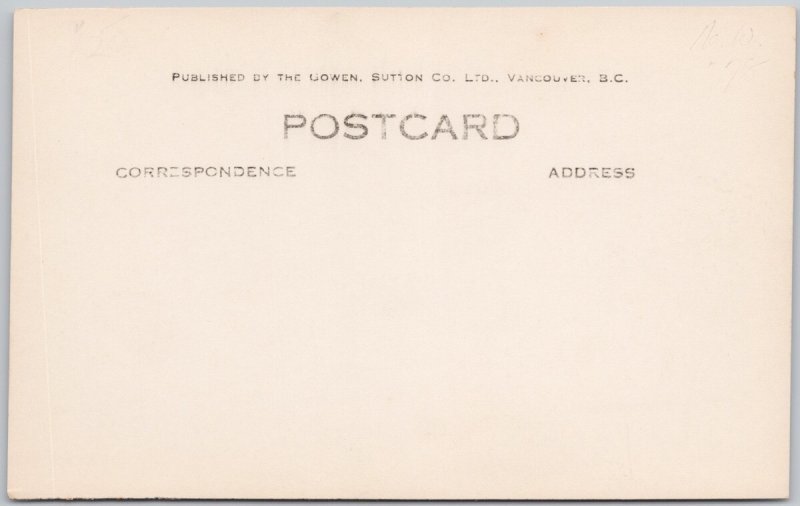 PUBLISHED BY THE GOWEN, SUTTON CO. LTD., VANCOUVER, B.C.
POSTCARD
CORRESPONDENCE
ADDRESS